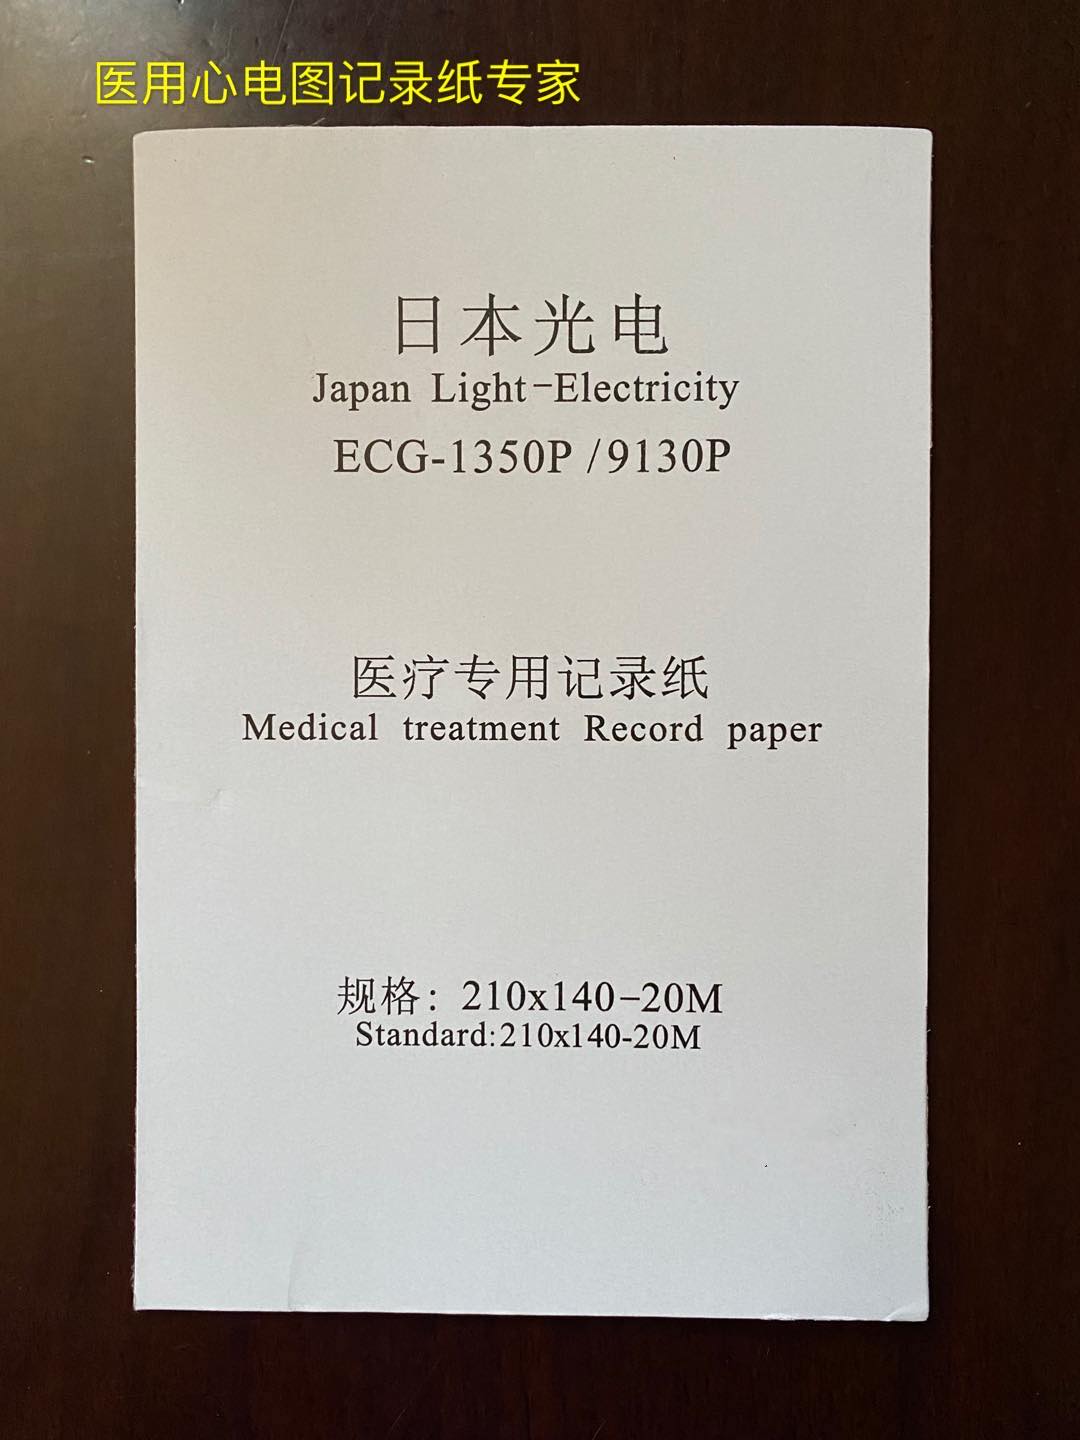 医用心电图记录纸专家
日本光电
Japan Light-Electricity
ECG-1350P /9130P
医疗专用记录纸
Medical treatment Record paper
规格: 210x140-20M
Standard:210x140-20M